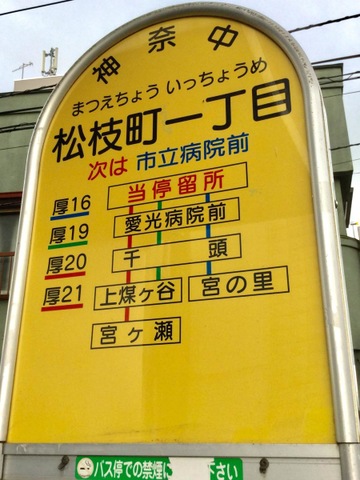 神奈中
まつえちょう いっちょうめ
松枝町一丁目
次は 市立病院前
当停留所
厚16
愛光病院前
厚19
千頭
厚20
上煤ヶ谷 宮の里
厚21
宮ヶ瀬
バス停での禁煙に
下さい